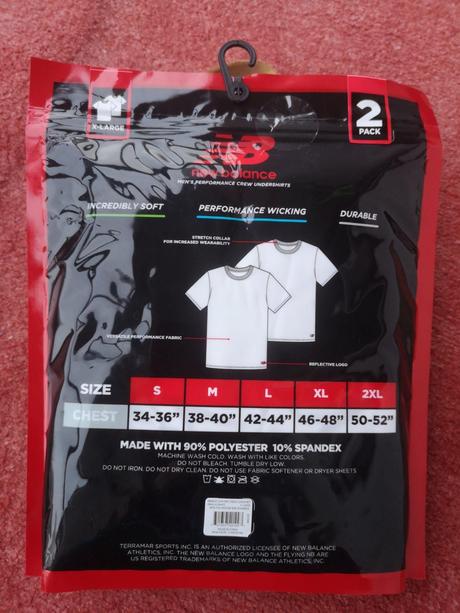 X-LARGE
2
PACK
NB
new balance
MEN'S PERFORMANCE CREW UNDERSHIRTS
INCREDIBLY SOFT
PERFORMANCE WICKING
DURABLE
STRETCH COLLAR
FOR INCREASED WEARABILITY
VERSATILE PERFORMANCE FABRIC
REFLECTIVE LOGO
SIZE S M L XL 2XL
CHEST 34-36" 38-40" 42-44" 46-48" 50-52"
MADE WITH 90% POLYESTER 10% SPANDEX
MACHINE WASH COLD. WASH WITH LIKE COLORS.
DO NOT BLEACH. TUMBLE DRY LOW.
DO NOT IRON. DO NOT DRY CLEAN. DO NOT USE FABRIC SOFTENER OR DRYER SHEETS
TERRAMAR SPORTS INC. IS AN AUTHORIZED LICENSEE OF NEW BALANCE
ATHLETICS, INC. THE NEW BALANCE LOGO AND THE FLYING NB ARE
US REGISTERED TRADEMARKS OF NEW BALANCE ATHLETICS, INC.